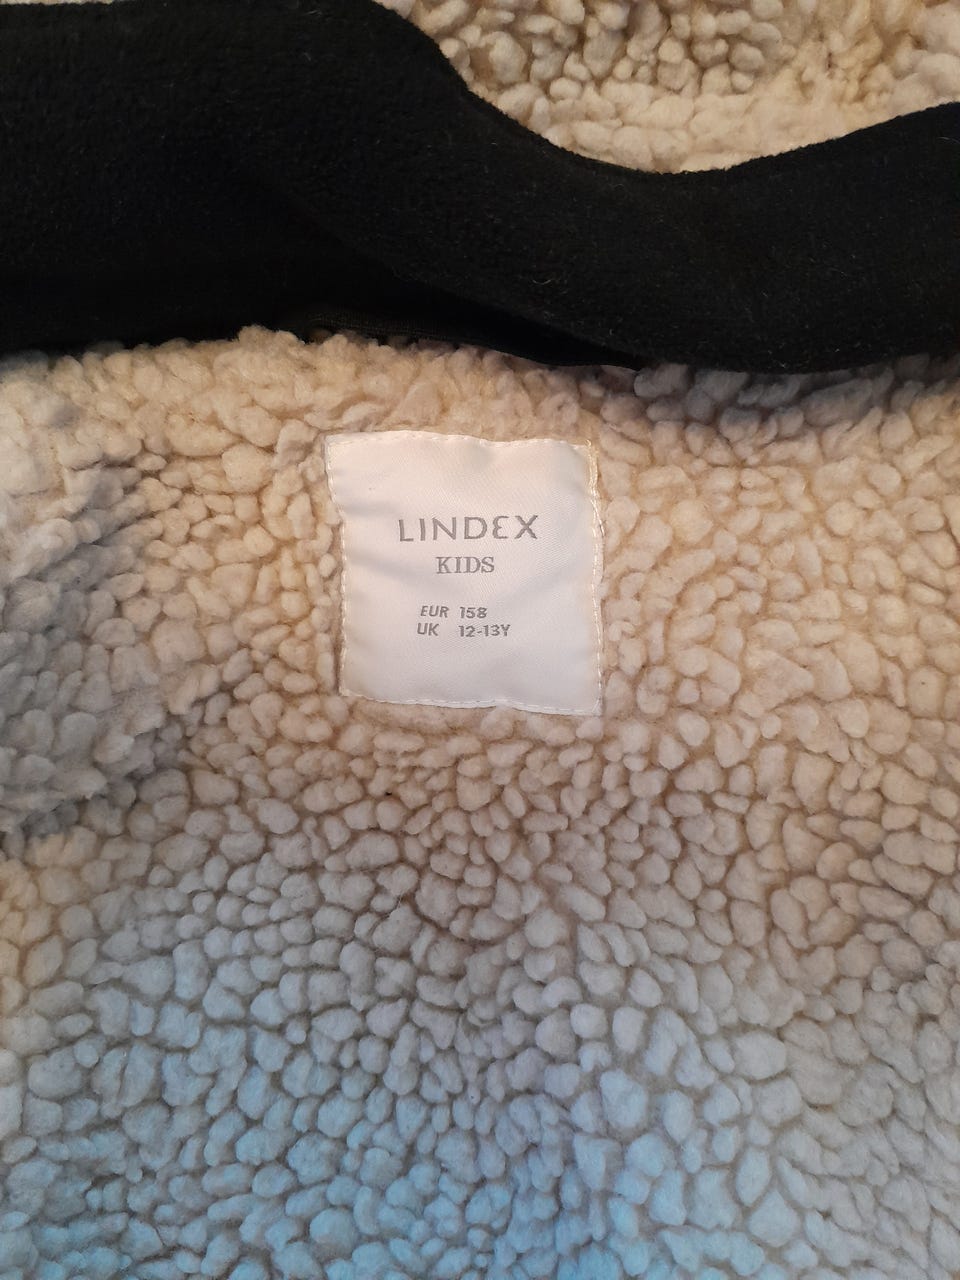 LINDEX
KIDS
EUR 158
UK 12-13Y